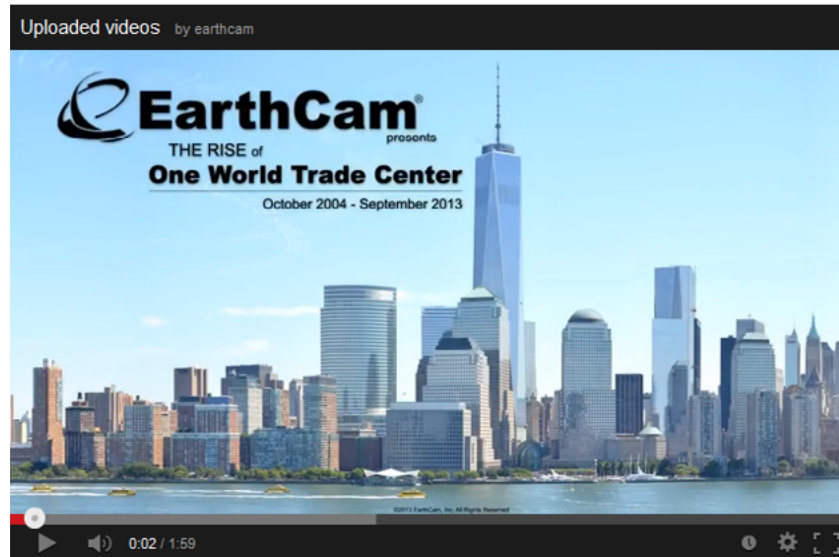 Uploaded videos by earthcam
EarthCam®
presents
THE RISE of
One World Trade Center
October 2004 - September 2013
©2013 EarthCam, Inc. All Rights Reserved
0:02 / 1:59